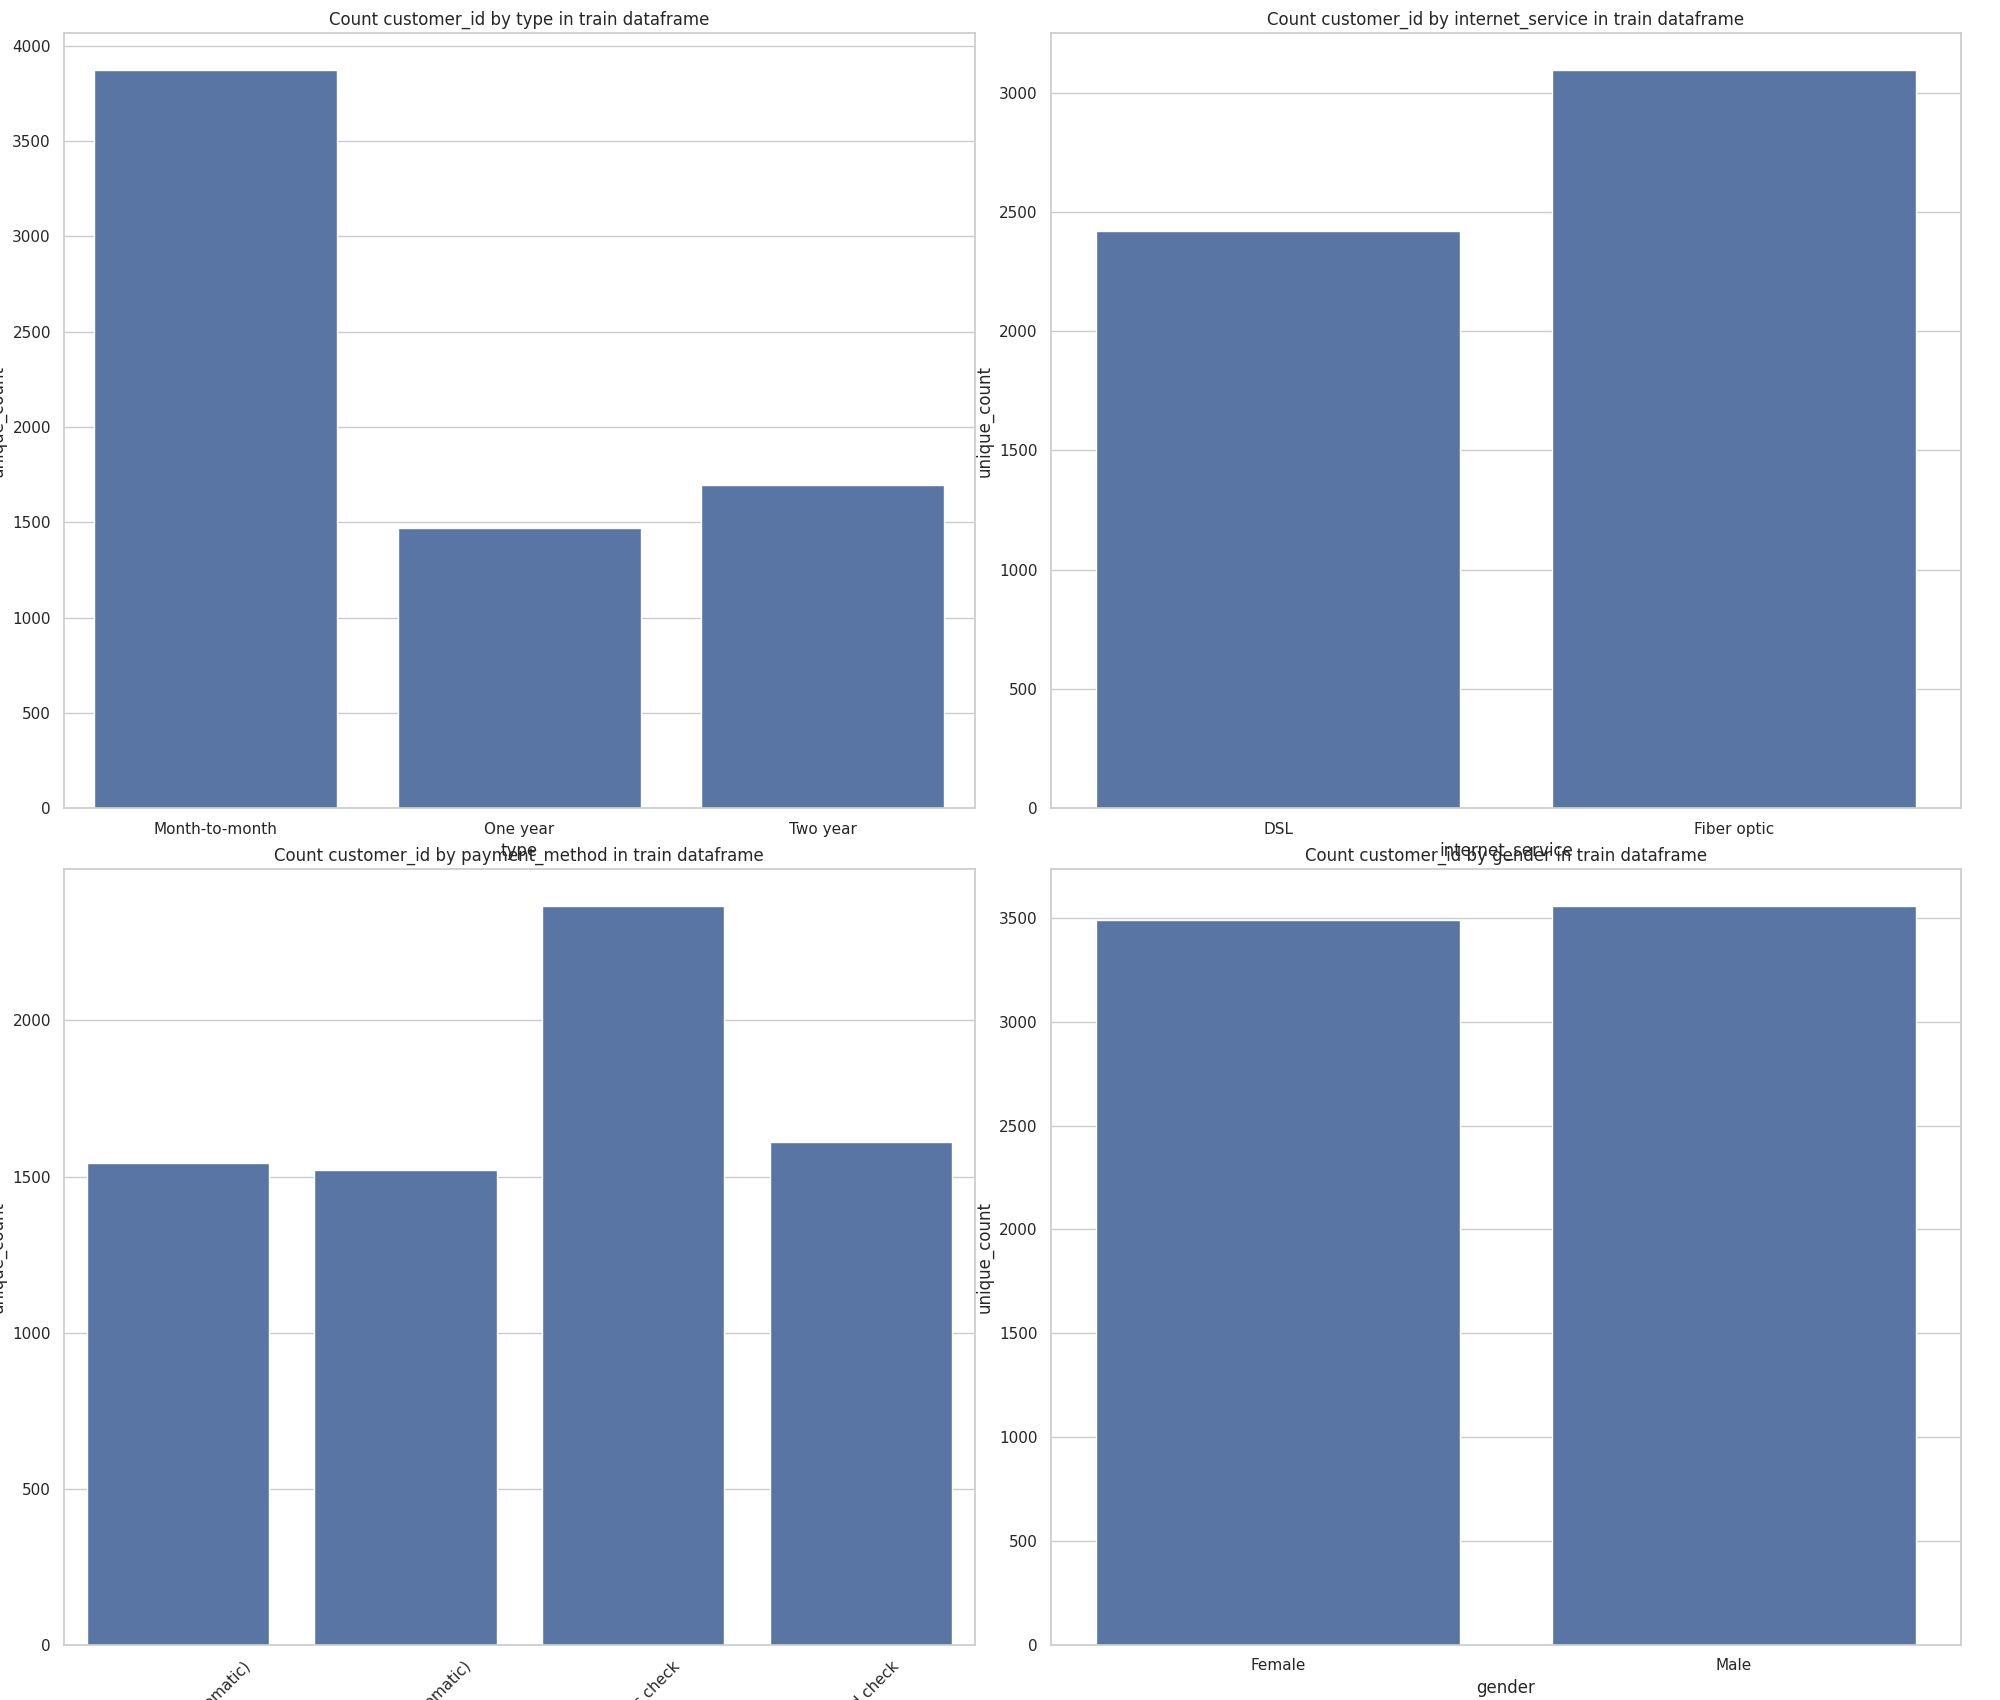 Count customer_id by type in train dataframe
4000
3500
3000
2500
2000
1500
1000
500
0
unique_count
Month-to-month
One year
Two year
type
Count customer_id by internet_service in train dataframe
3000
2500
2000
1500
1000
500
0
unique_count
DSL
Fiber optic
internet_service
Count customer_id by payment_method in train dataframe
2000
1500
1000
500
0
unique_count
check
check
Count customer_id by gender in train dataframe
3500
3000
2500
2000
1500
1000
500
0
unique_count
Female
Male
gender